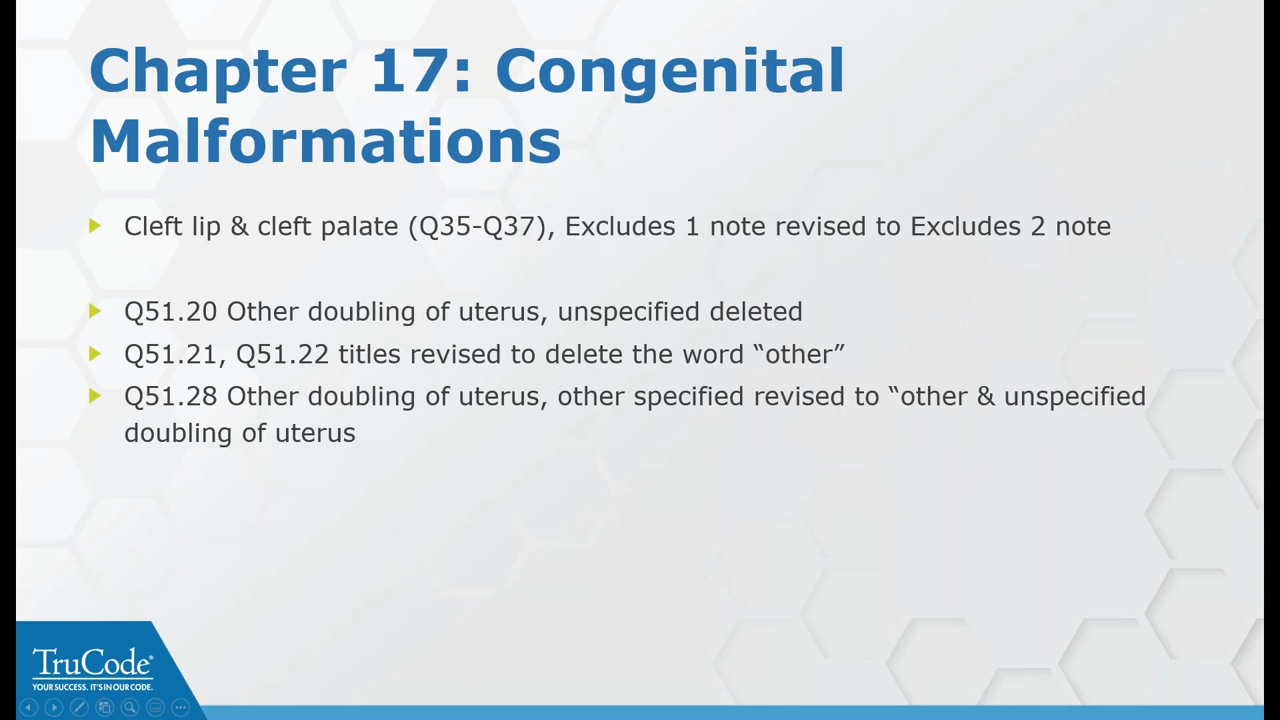 Chapter 17: Congenital
Malformations
Cleft lip & cleft palate (Q35-Q37), Excludes 1 note revised to Excludes 2 note
Q51.20 Other doubling of uterus, unspecified deleted
Q51.21, Q51.22 titles revised to delete the word “other”
Q51.28 Other doubling of uterus, other specified revised to “other & unspecified
doubling of uterus
TruCode®
YOUR SUCCESS. IT'S IN OUR CODE.